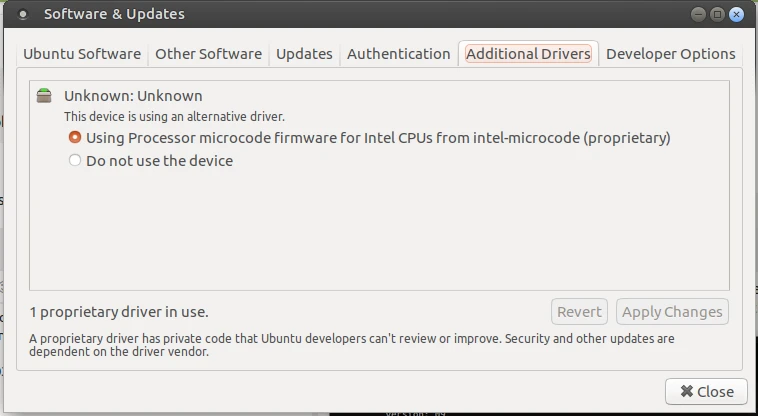 Software & Updates
Ubuntu Software
Other Software
Updates
Authentication
Additional Drivers
Developer Options
Unknown: Unknown
This device is using an alternative driver.
Using Processor microcode firmware for Intel CPUs from intel-microcode (proprietary)
Do not use the device
1 proprietary driver in use.
Revert
Apply Changes
A proprietary driver has private code that Ubuntu developers can't review or improve. Security and other updates are
dependent on the driver vendor.
Close